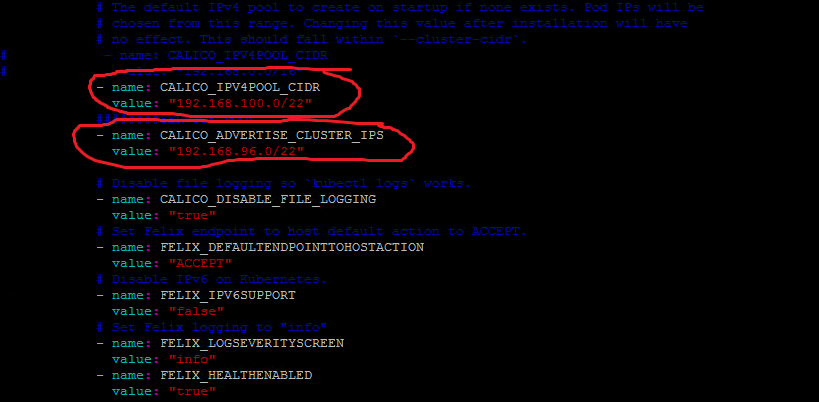 # The default IPv4 pool to create on startup if none exists. Pod IPs will be
# chosen from this range. Changing this value after installation will have
# no effect. This should fall within `--cluster-cidr`.
# - name: CALICO_IPV4POOL_CIDR
# "192.168.0.0/16"
- name: CALICO_IPV4POOL_CIDR
value: "192.168.100.0/22"
- name: CALICO_ADVERTISE_CLUSTER_IPS
value: "192.168.96.0/22"
# Disable file logging so `kubectl logs` works.
- name: CALICO_DISABLE_FILE_LOGGING
value: "true"
# Set Felix endpoint to host default action to ACCEPT.
- name: FELIX_DEFAULTENDPOINTTOHOSTACTION
value: "ACCEPT"
# Disable IPv6 on Kubernetes.
- name: FELIX_IPV6SUPPORT
value: "false"
# Set Felix logging to "info"
- name: FELIX_LOGSEVERITYSCREEN
value: "info"
- name: FELIX_HEALTHENABLED
value: "true"